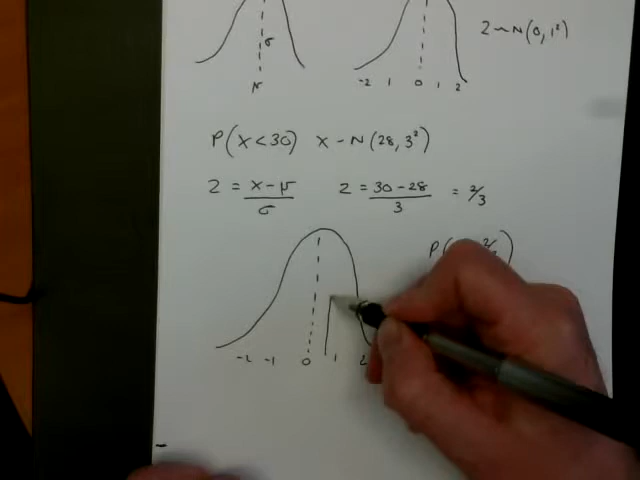 σ
μ
-2 1 0 1 2
Z ~ N(0, 1²)
P(X < 30) X ~ N(28, 3²)
Z = X - μ / σ Z = 30 - 28 / 3 = 2/3
P(
-2 -1 0 1 2